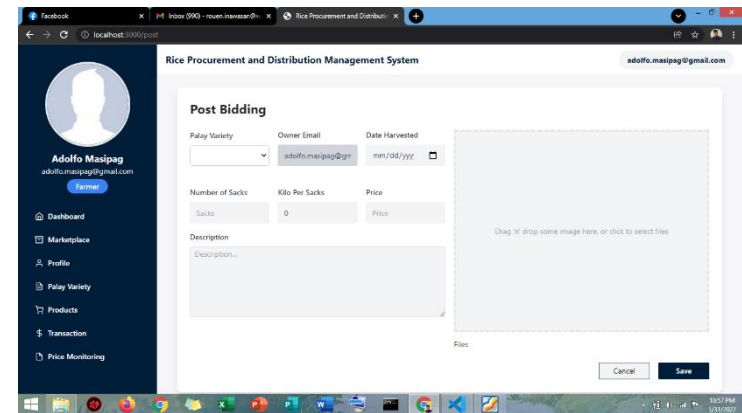 Facebook
Inbox (990) - rouen.inawasan@
Rice Procurement and Distributi
localhost:3000/post
Rice Procurement and Distribution Management System
adolfo.masipag@gmail.com
Adolfo Masipag
adolfo.masipag@gmail.com
Farmer
Dashboard
Marketplace
Profile
Palay Variety
Products
Transaction
Price Monitoring
Post Bidding
Palay Variety
Owner Email
Date Harvested
adolfo.masipag@gm
mm/dd/yyy
Number of Sacks
Kilo Per Sacks
Price
Sacks
0
Price
Description
Description...
Drag 'n' drop some image here, or click to select files
Files
Cancel
Save
10:57 PM